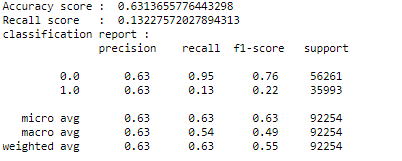 Accuracy score :  0.6313655776443298
Recall score   :  0.13227572027894313
classification report :
              precision    recall  f1-score   support
         0.0       0.63      0.95      0.76     56261
         1.0       0.63      0.13      0.22     35993
   micro avg       0.63      0.63      0.63     92254
   macro avg       0.63      0.54      0.49     92254
weighted avg       0.63      0.63      0.55     92254